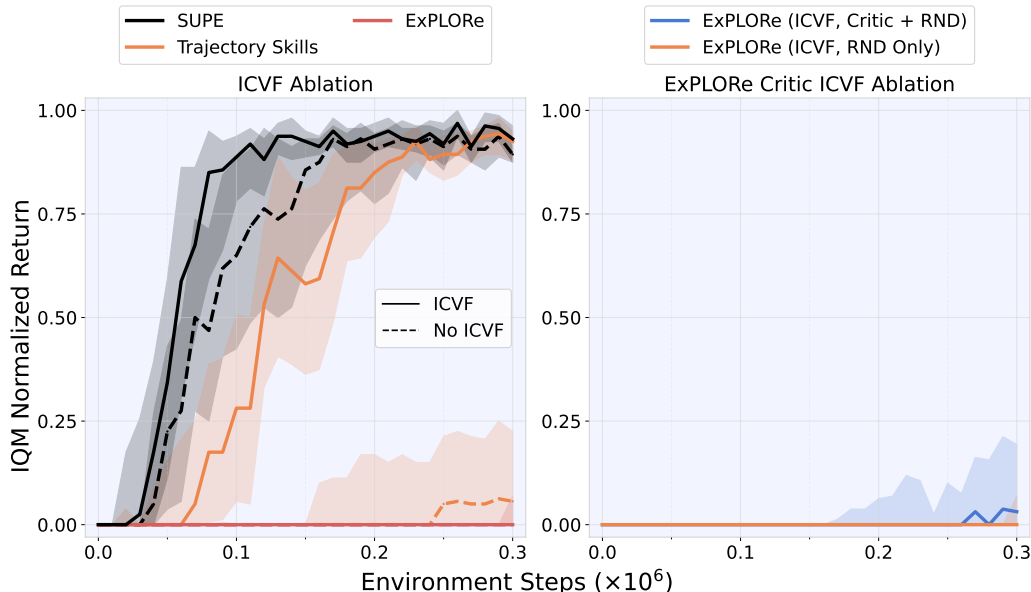 SUPE
Trajectory Skills
ExPLORe
ExPLORe (ICVF, Critic + RND)
ExPLORe (ICVF, RND Only)
ICVF Ablation
ExPLORe Critic ICVF Ablation
IQM Normalized Return
1.00
0.75
0.50
0.25
0.00
0.0
0.1
0.2
0.3
ICVF
No ICVF
1.00
0.75
0.50
0.25
0.00
0.0
0.1
0.2
0.3
Environment Steps (×10⁶)